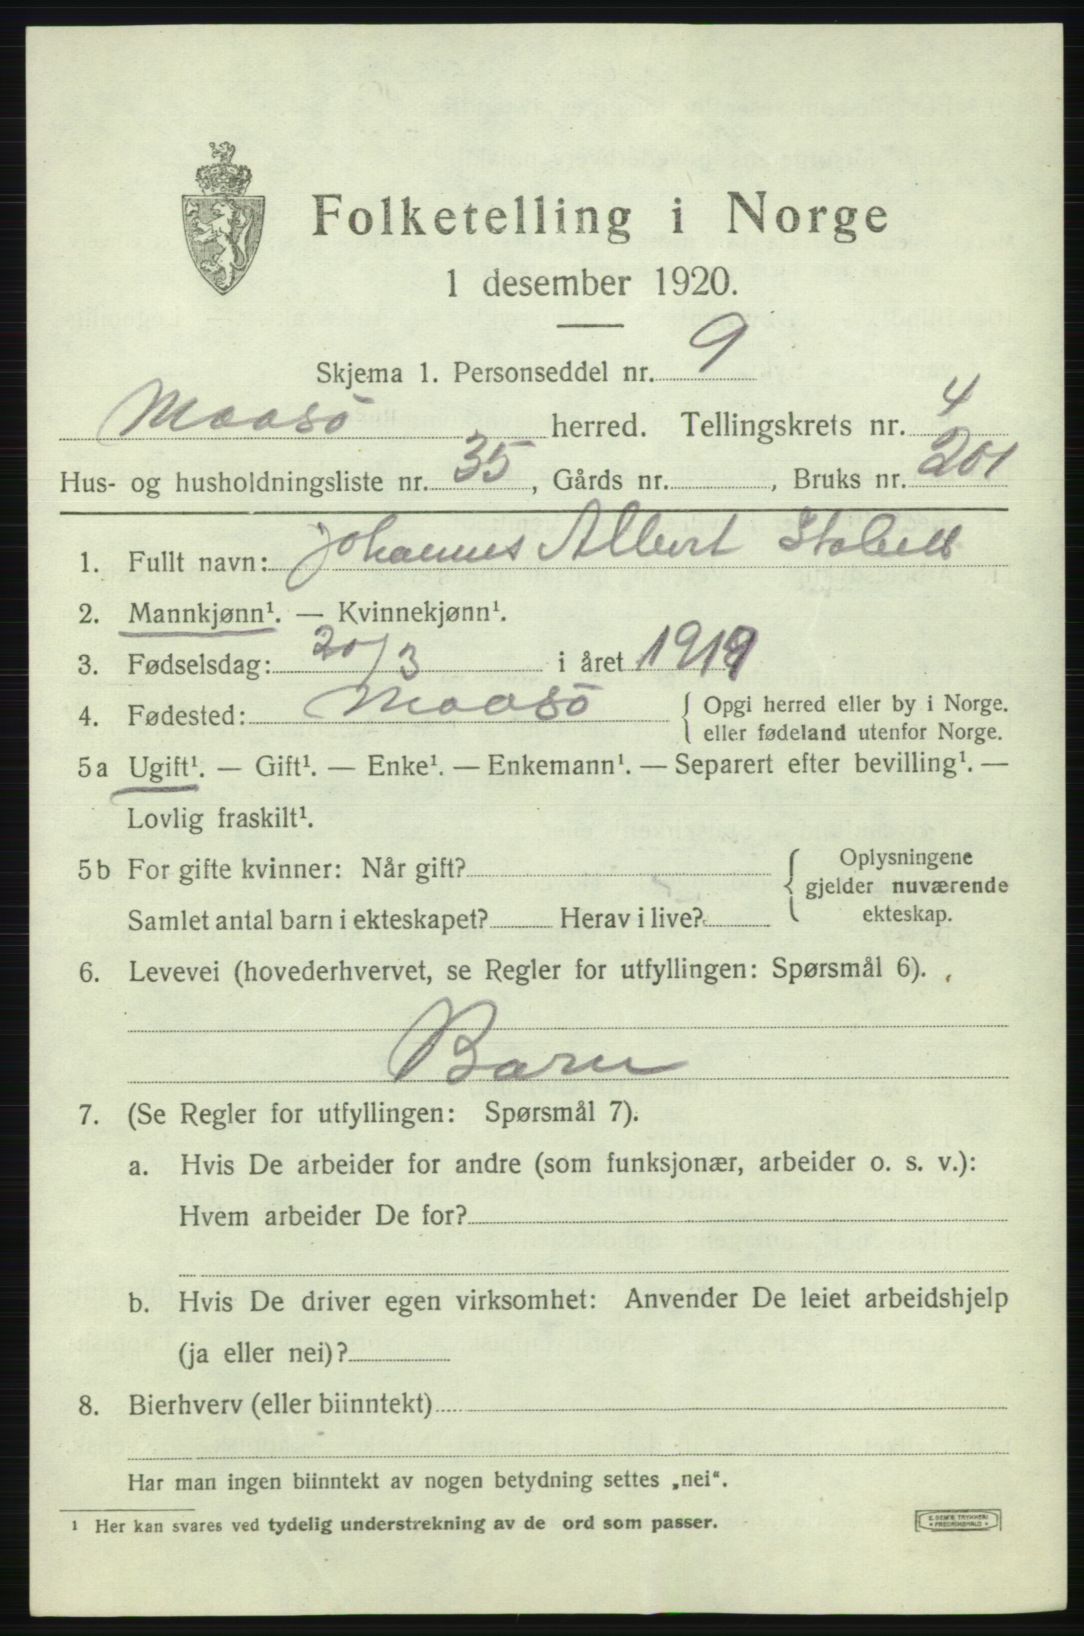 Folketelling i Norge
1 desember 1920.
Skjema 1. Personseddel nr. 9
Maasö herred. Tellingskrets nr. 4
Hus- og husholdningsliste nr. 35, Gårds nr. , Bruks nr. 201
1. Fullt navn: Johannes Albert
2. Mannkjønn¹. — Kvinnekjønn¹.
3. Fødselsdag: 20/3 i året 1919
4. Fødested: Maasö { Opgi herred eller by i Norge.
eller fødeland utenfor Norge.
5a Ugift¹. — Gift¹. — Enke¹. — Enkemann¹. — Separert efter bevilling¹. —
Lovlig fraskilt¹.
5b For gifte kvinner: Når gift? { Oplysningene
gjelder nuværende
Samlet antal barn i ekteskapet? Herav i live? ekteskap.
6. Levevei (hovederhvervet, se Regler for utfyllingen: Spørsmål 6).
Barn
7. (Se Regler for utfyllingen: Spørsmål 7).
a. Hvis De arbeider for andre (som funksjonær, arbeider o. s. v.):
Hvem arbeider De for?
b. Hvis De driver egen virksomhet: Anvender De leiet arbeidshjelp
(ja eller nei)?
8. Bierhverv (eller biinntekt)
Har man ingen biinntekt av nogen betydning settes „nei“.
¹ Her kan svares ved tydelig understrekning av de ord som passer.
E. SEM'S TRYKKERI
• FREDRIKSHALD •